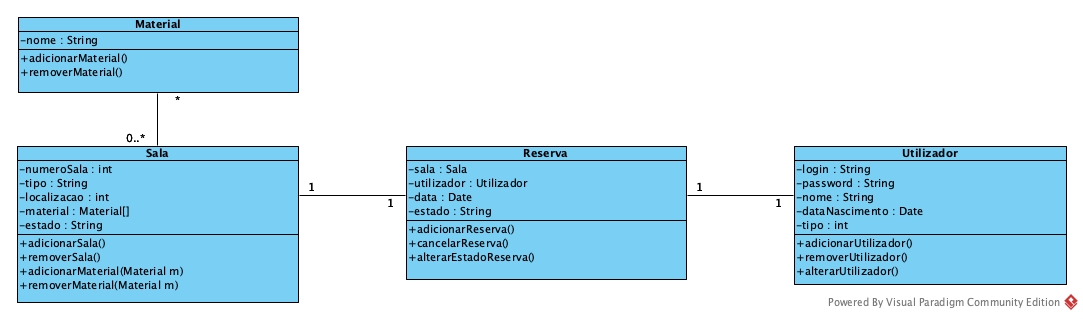 Material
-nome : String
+adicionarMaterial()
+removerMaterial()
*
0..*
Sala
-numeroSala : int
-tipo : String
-localizacao : int
-material : Material[]
-estado : String
+adicionarSala()
+removerSala()
+adicionarMaterial(Material m)
+removerMaterial(Material m)
1
1
Reserva
-sala : Sala
-utilizador : Utilizador
-data : Date
-estado : String
+adicionarReserva()
+cancelarReserva()
+alterarEstadoReserva()
1
1
Utilizador
-login : String
-password : String
-nome : String
-dataNascimento : Date
-tipo : int
+adicionarUtilizador()
+removerUtilizador()
+alterarUtilizador()
Powered By Visual Paradigm Community Edition